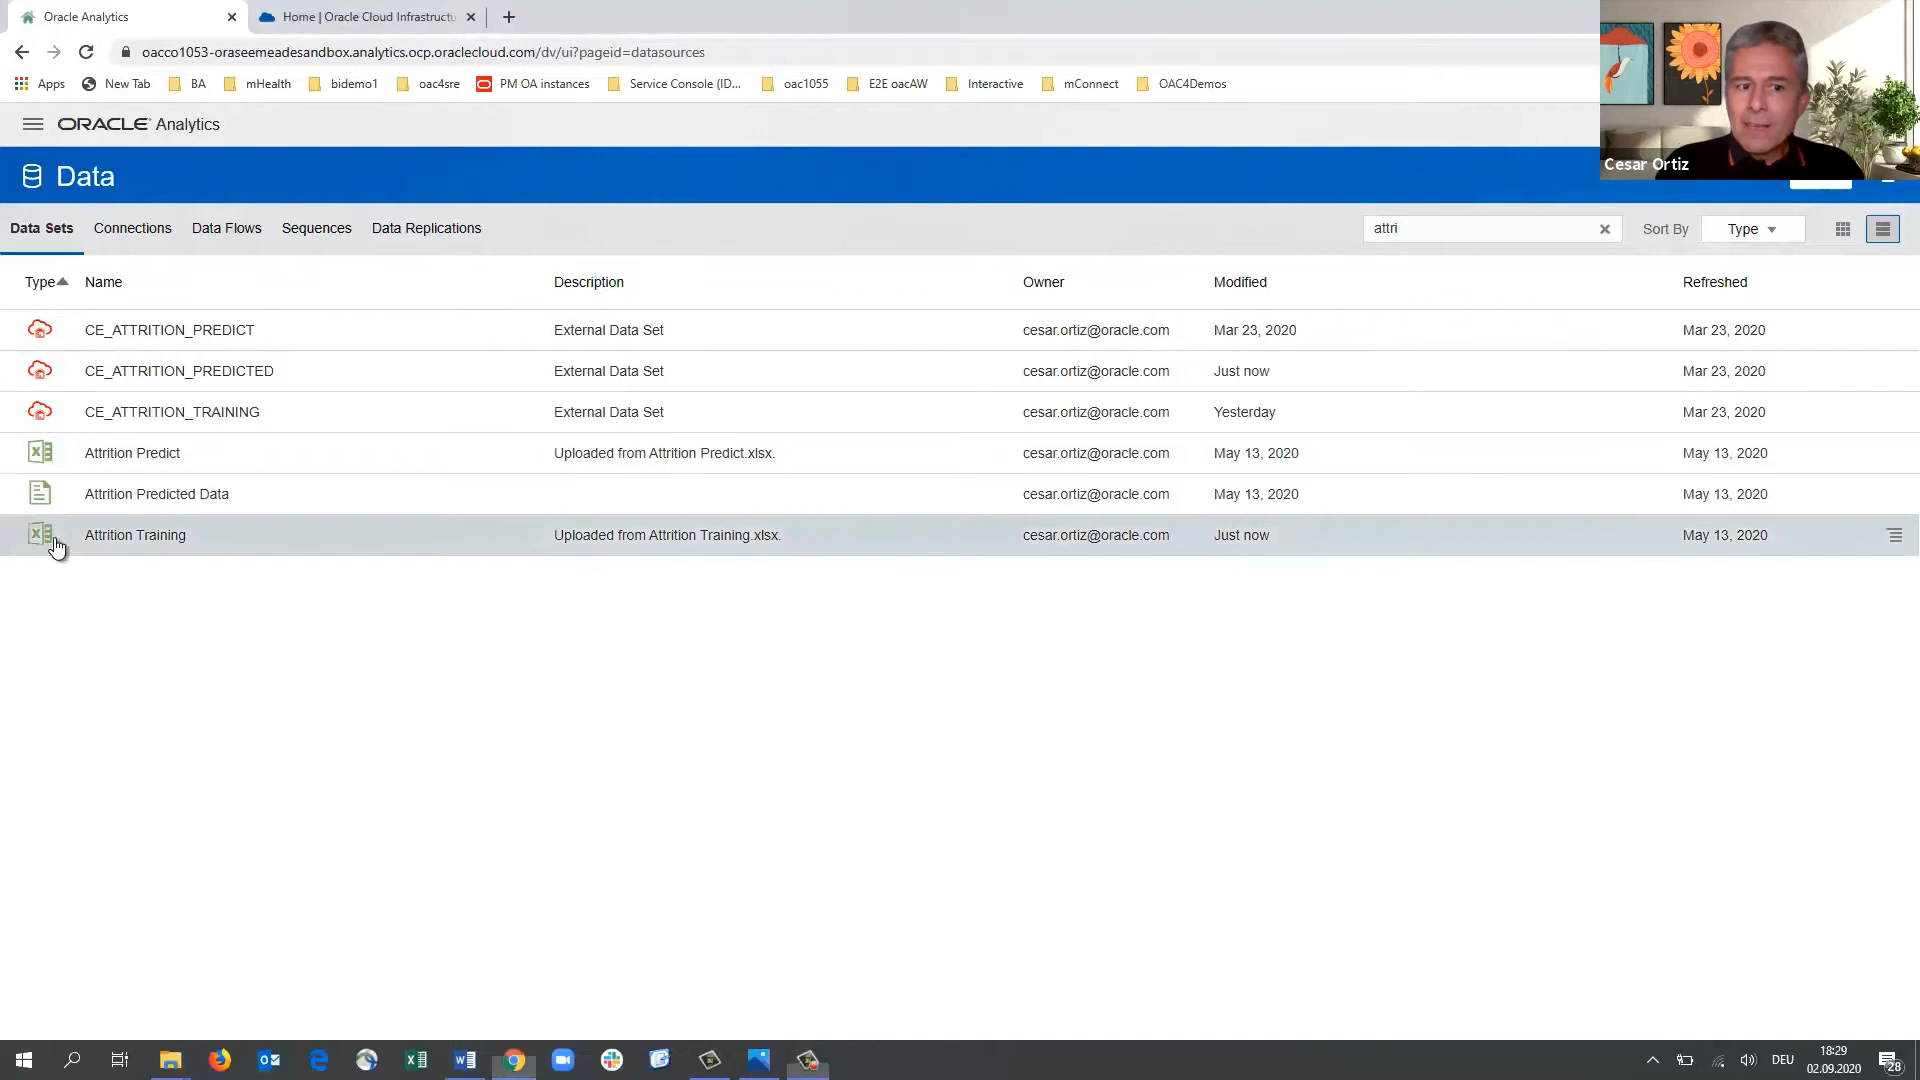 Oracle Analytics
Home | Oracle Cloud Infrastructu
oacco1053-oraseemeadesandbox.analytics.ocp.oraclecloud.com/dv/ui?pageid=datasources
Apps New Tab BA mHealth bidemo1 oac4sre PM OA instances Service Console (ID... oac1055 E2E oacAW Interactive mConnect OAC4Demos
ORACLE Analytics
Cesar Ortiz
Data
Data Sets Connections Data Flows Sequences Data Replications attri Sort By Type
Type Name Description Owner Modified Refreshed
CE_ATTRITION_PREDICT External Data Set cesar.ortiz@oracle.com Mar 23, 2020 Mar 23, 2020
CE_ATTRITION_PREDICTED External Data Set cesar.ortiz@oracle.com Just now Mar 23, 2020
CE_ATTRITION_TRAINING External Data Set cesar.ortiz@oracle.com Yesterday Mar 23, 2020
Attrition Predict Uploaded from Attrition Predict.xlsx. cesar.ortiz@oracle.com May 13, 2020 May 13, 2020
Attrition Predicted Data cesar.ortiz@oracle.com May 13, 2020 May 13, 2020
Attrition Training Uploaded from Attrition Training.xlsx. cesar.ortiz@oracle.com Just now May 13, 2020
DEU
18:29
02.09.2020
28